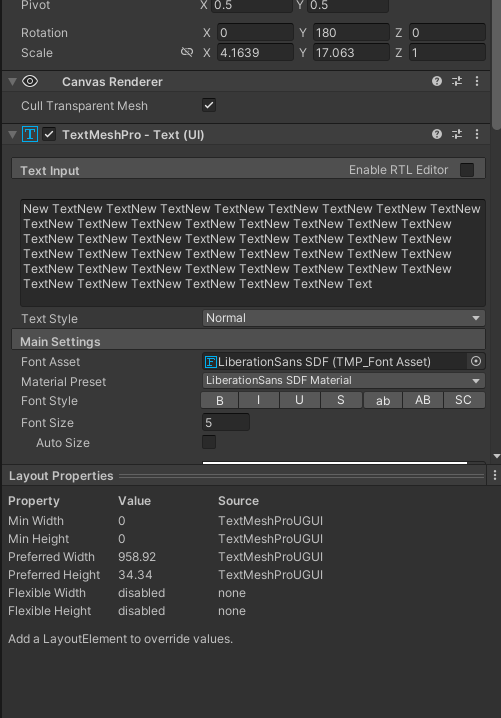 Pivot X 0.5 Y 0.5
Rotation X 0 Y 180 Z 0
Scale X 4.1639 Y 17.063 Z 1
Canvas Renderer
Cull Transparent Mesh
TextMeshPro - Text (UI)
Text Input Enable RTL Editor
New TextNew TextNew TextNew TextNew TextNew TextNew TextNew TextNew
TextNew TextNew TextNew TextNew TextNew TextNew TextNew TextNew
TextNew TextNew TextNew TextNew TextNew TextNew TextNew TextNew
TextNew TextNew TextNew TextNew TextNew TextNew TextNew TextNew
TextNew TextNew TextNew TextNew TextNew TextNew TextNew TextNew
TextNew TextNew TextNew TextNew TextNew TextNew Text
Text Style Normal
Main Settings
Font Asset LiberationSans SDF (TMP_Font Asset)
Material Preset LiberationSans SDF Material
Font Style B I U S ab AB SC
Font Size 5
Auto Size
Layout Properties
Property Value Source
Min Width 0 TextMeshProUGUI
Min Height 0 TextMeshProUGUI
Preferred Width 958.92 TextMeshProUGUI
Preferred Height 34.34 TextMeshProUGUI
Flexible Width disabled none
Flexible Height disabled none
Add a LayoutElement to override values.